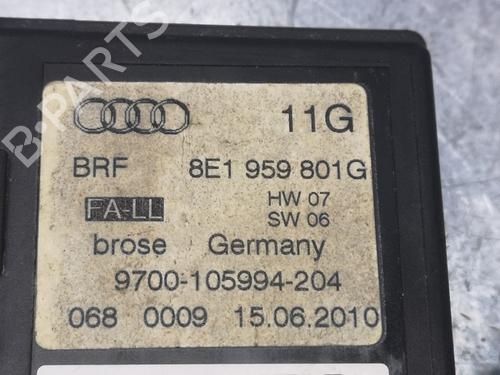 11G
BRF 8E1 959 801G
FA-LL HW 07
SW 06
brose Germany
9700-105994-204
068 0009 15.06.2010
B-PARTS